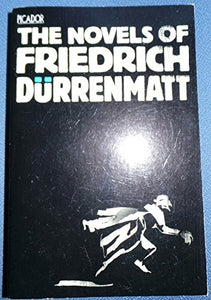 PICADOR
THE NOVELS OF
FRIEDRICH
DÜRRENMATT